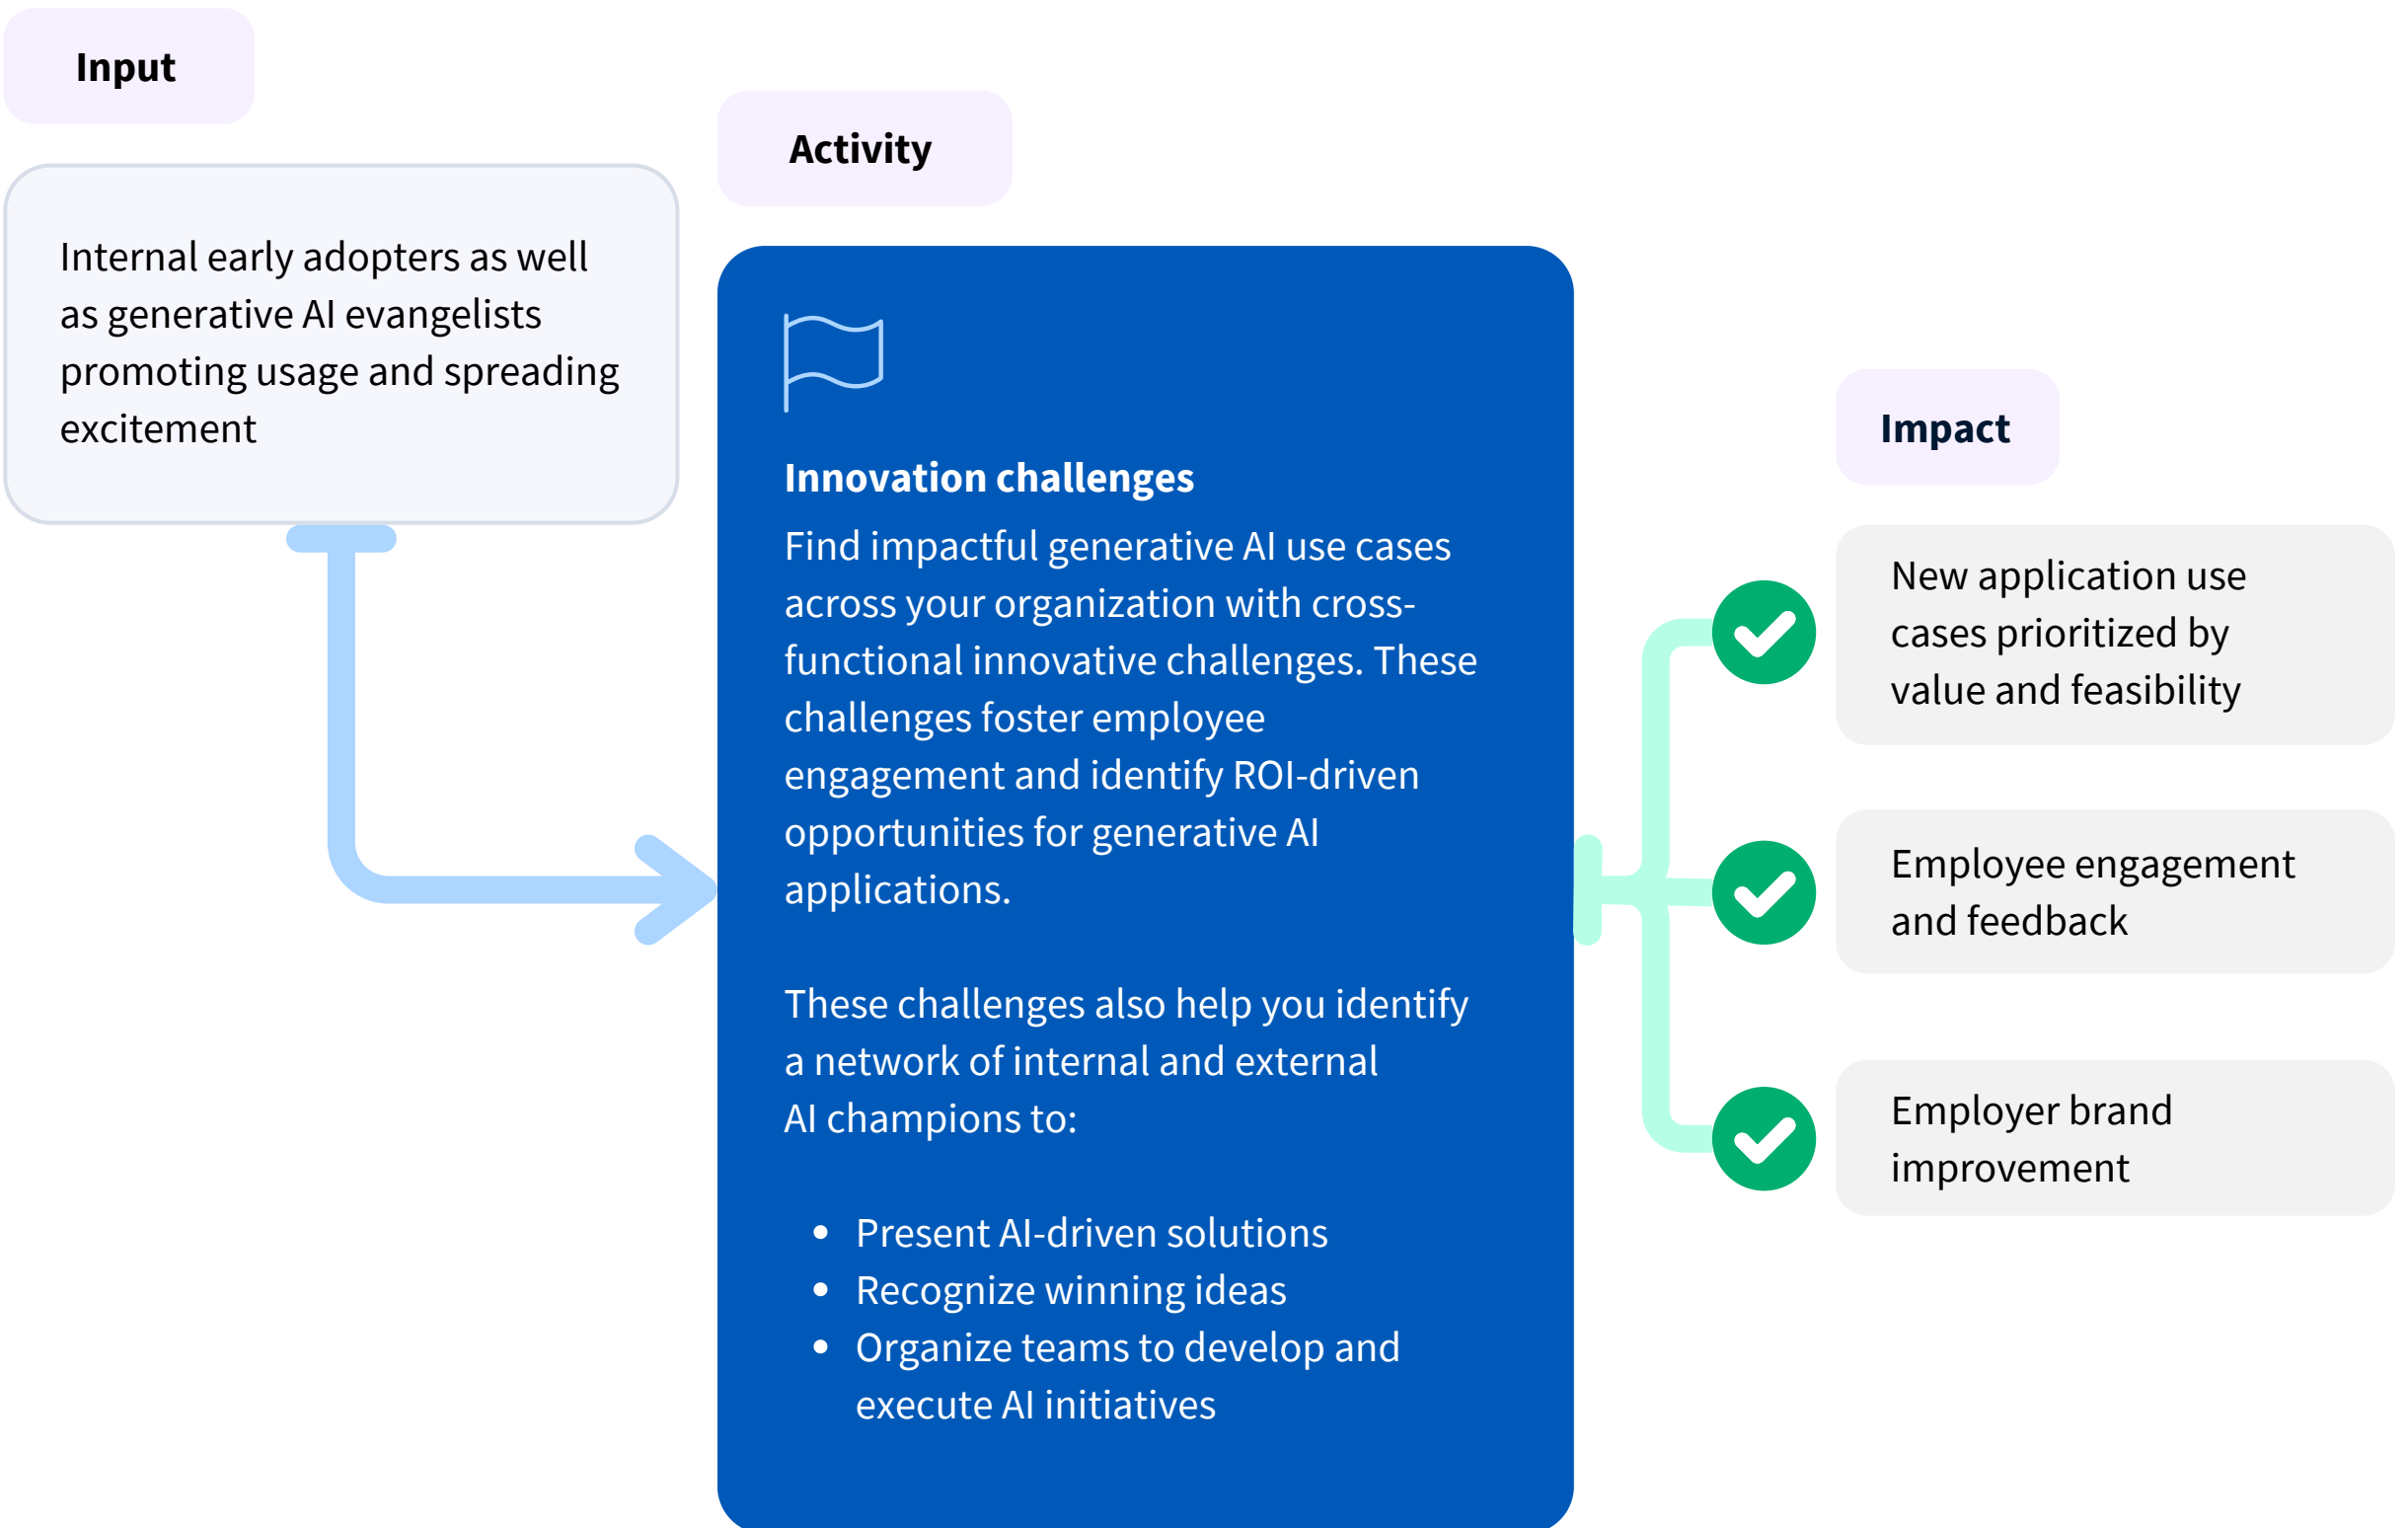 Input
Internal early adopters as well
as generative AI evangelists
promoting usage and spreading
excitement
Activity
Innovation challenges
Find impactful generative AI use cases
across your organization with cross-
functional innovative challenges. These
challenges foster employee
engagement and identify ROI-driven
opportunities for generative AI
applications.
These challenges also help you identify
a network of internal and external
AI champions to:
• Present AI-driven solutions
• Recognize winning ideas
• Organize teams to develop and
execute AI initiatives
Impact
New application use
cases prioritized by
value and feasibility
Employee engagement
and feedback
Employer brand
improvement